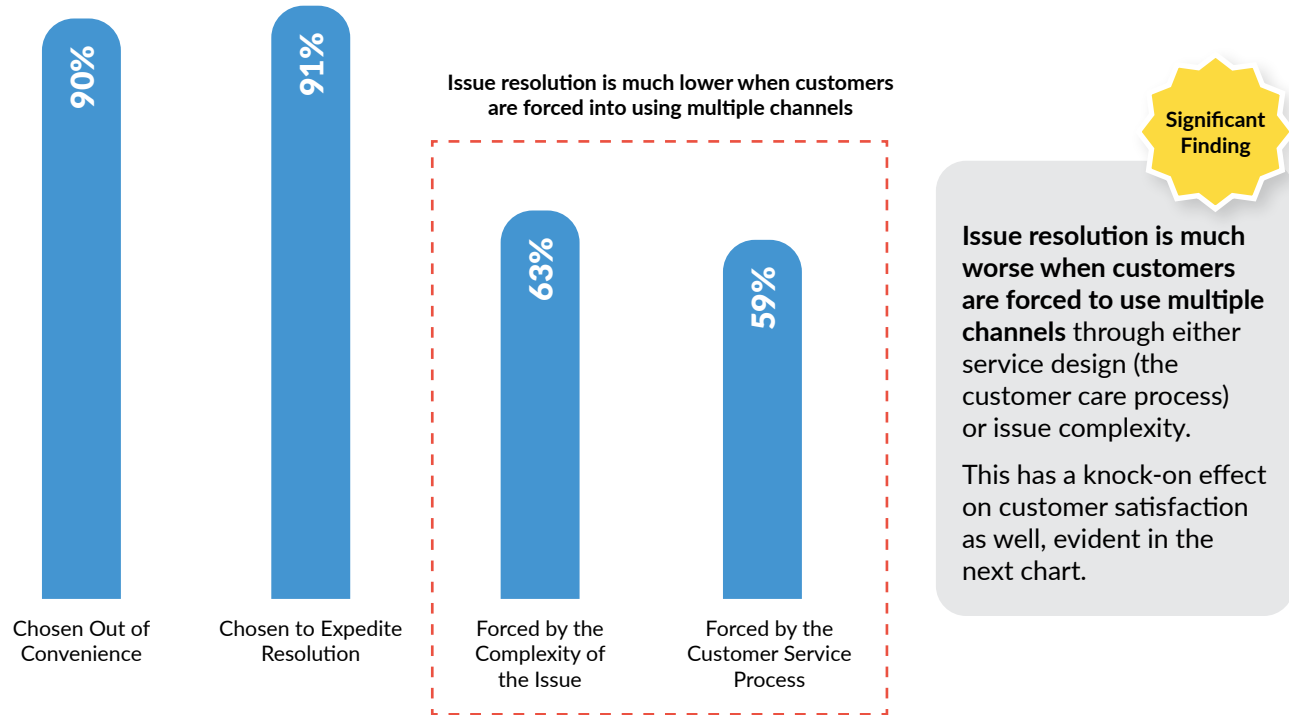 90%
91%
Issue resolution is much lower when customers
are forced into using multiple channels
63%
59%
Chosen Out of
Convenience
Chosen to Expedite
Resolution
Forced by the
Complexity of
the Issue
Forced by the
Customer Service
Process
Significant
Finding
Issue resolution is much
worse when customers
are forced to use multiple
channels through either
service design (the
customer care process)
or issue complexity.
This has a knock-on effect
on customer satisfaction
as well, evident in the
next chart.